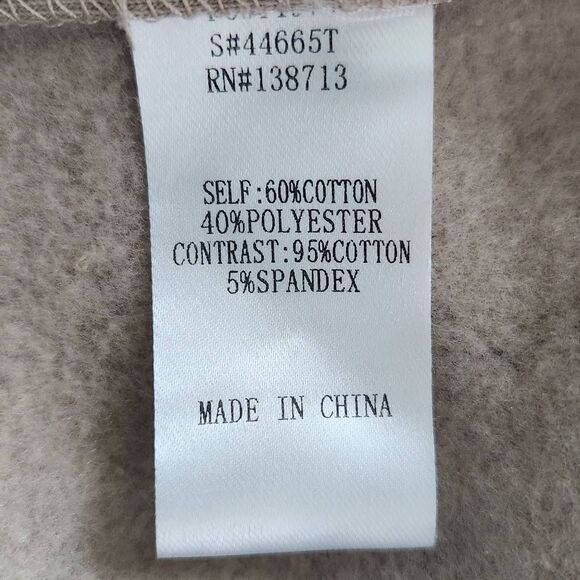 S#44665T
RN#138713
SELF:60%COTTON
40%POLYESTER
CONTRAST:95%COTTON
5%SPANDEX
MADE IN CHINA